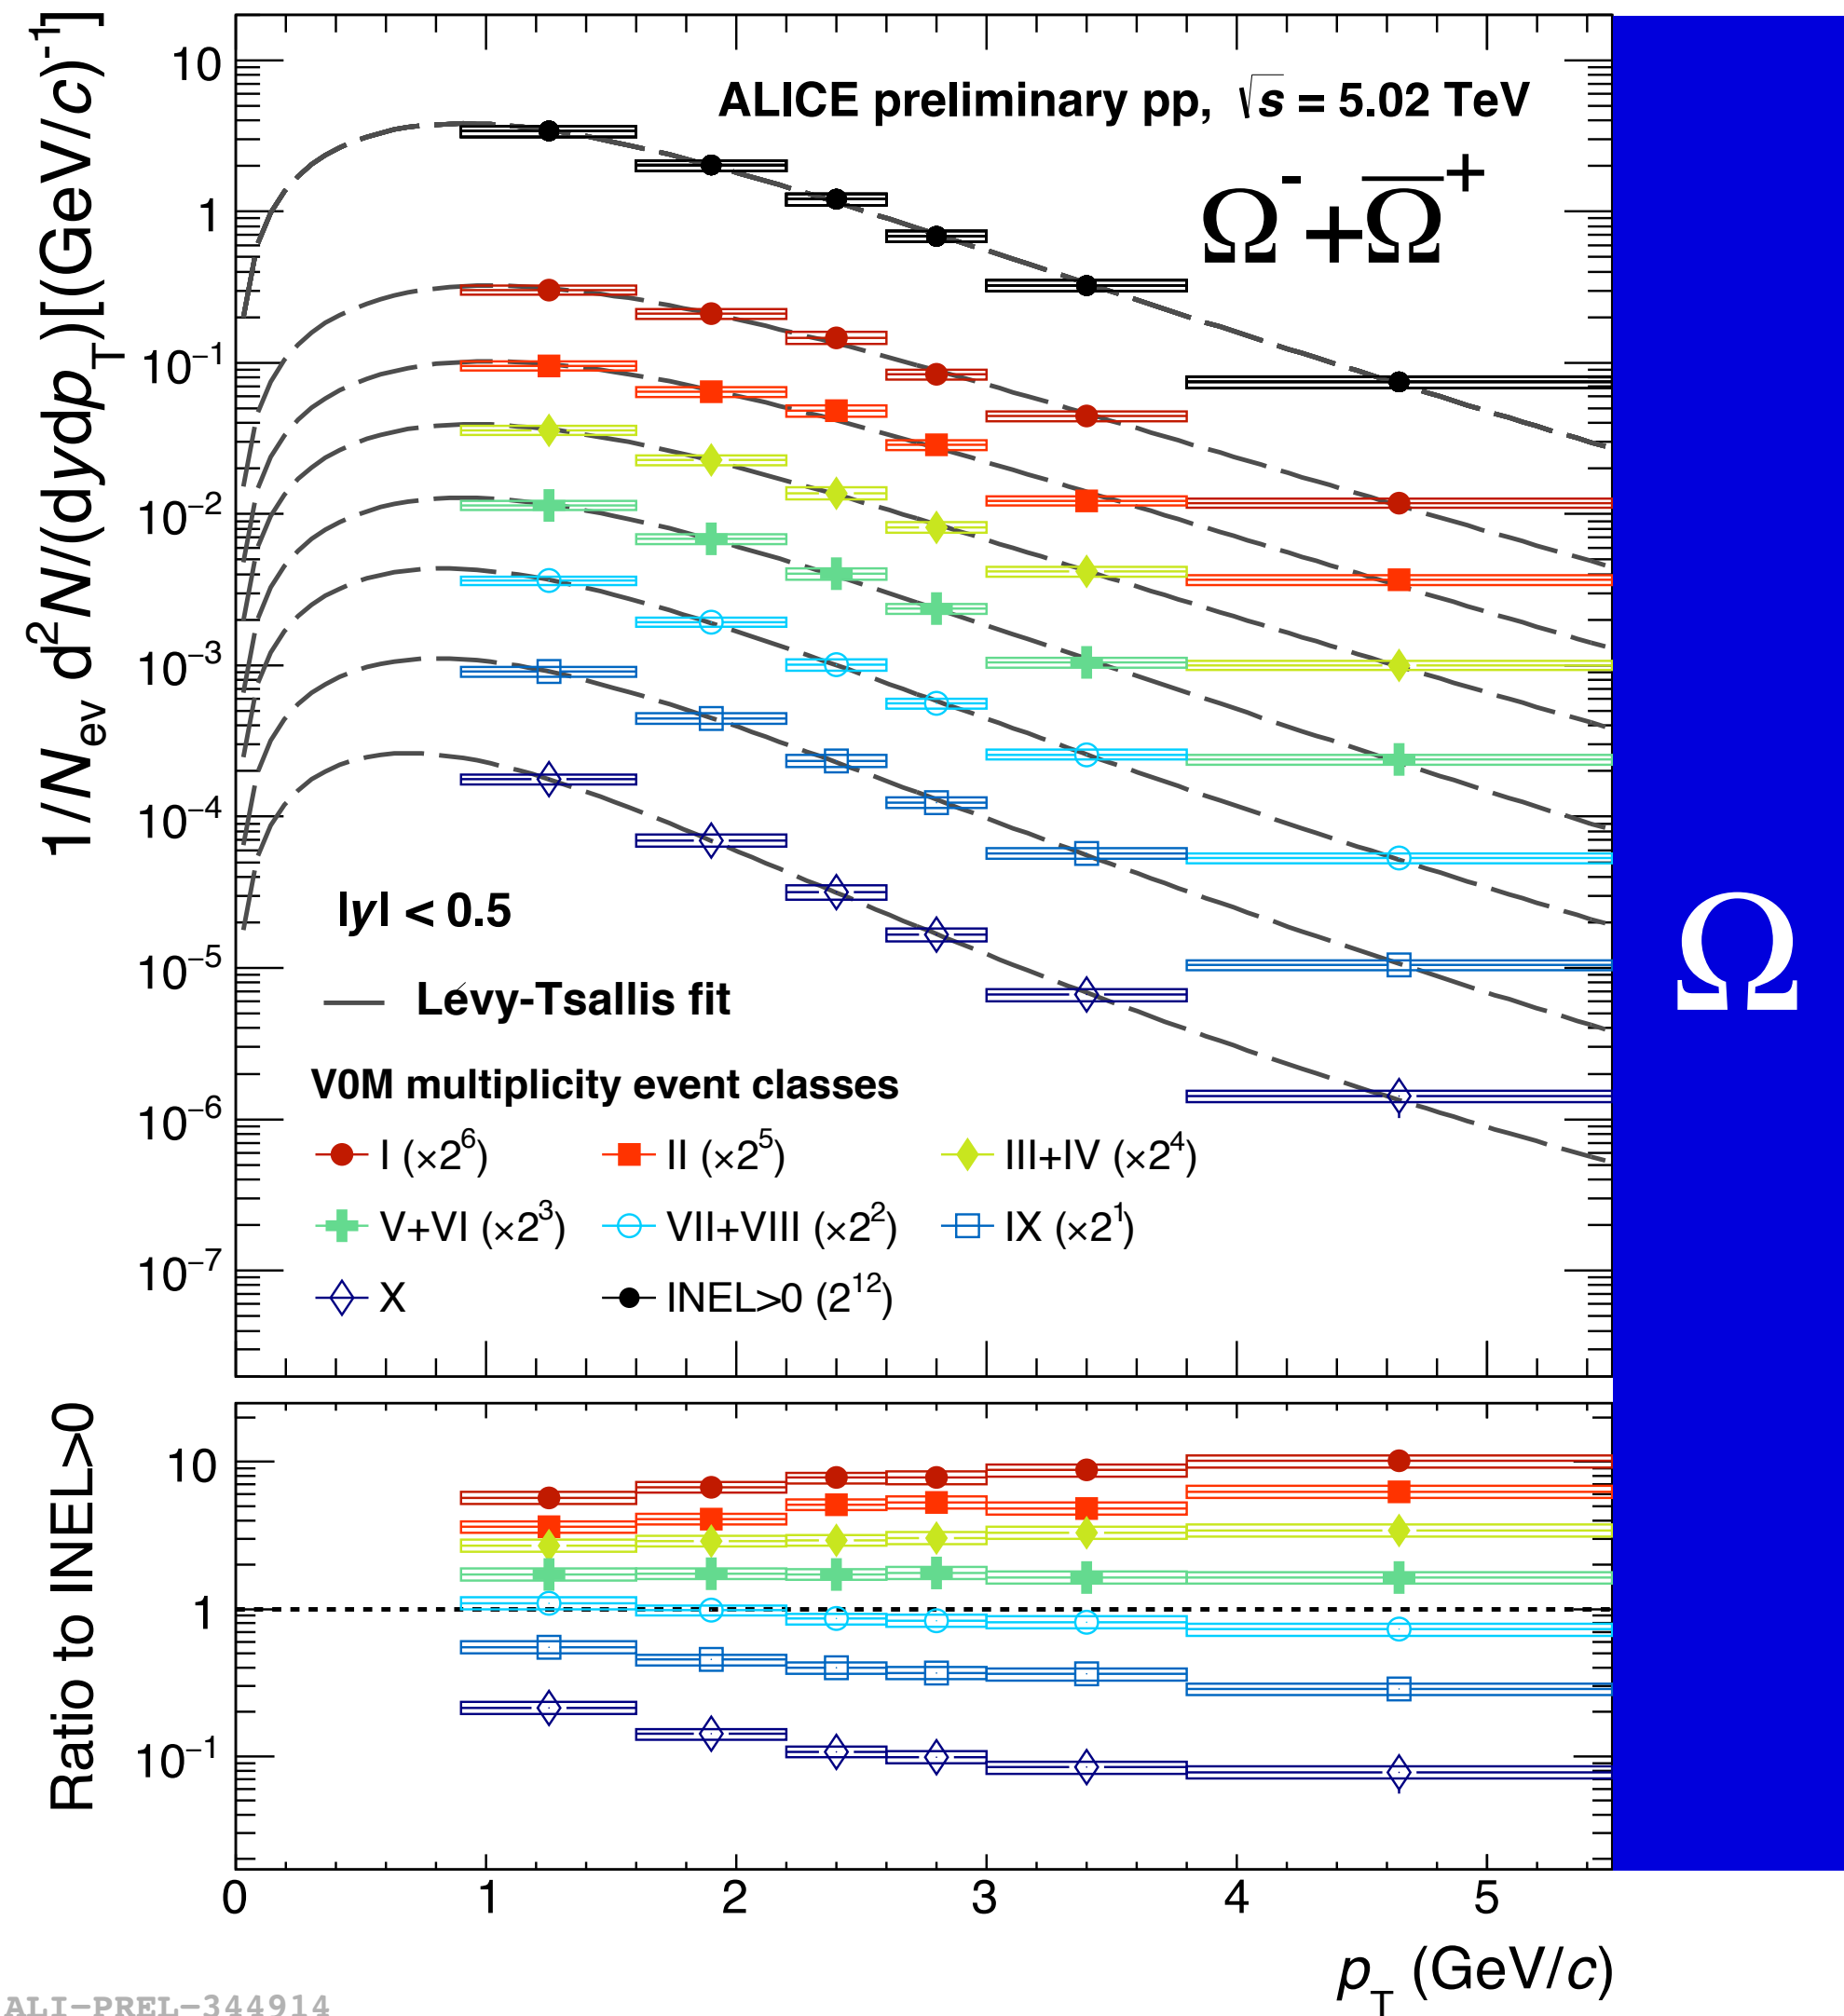 1/N_ev d²N/(dydp_T)[(GeV/c)⁻¹]
10
1
10⁻¹
10⁻²
10⁻³
10⁻⁴
10⁻⁵
10⁻⁶
10⁻⁷
ALICE preliminary pp, √s = 5.02 TeV
Ω⁻+Ω̅⁺
|y| < 0.5
Lévy-Tsallis fit
V0M multiplicity event classes
I (×2⁶) II (×2⁵) III+IV (×2⁴)
V+VI (×2³) VII+VIII (×2²) IX (×2¹)
X INEL>0 (2¹²)
Ω
Ratio to INEL>0
10
1
10⁻¹
0 1 2 3 4 5
p_T (GeV/c)
ALI-PREL-344914